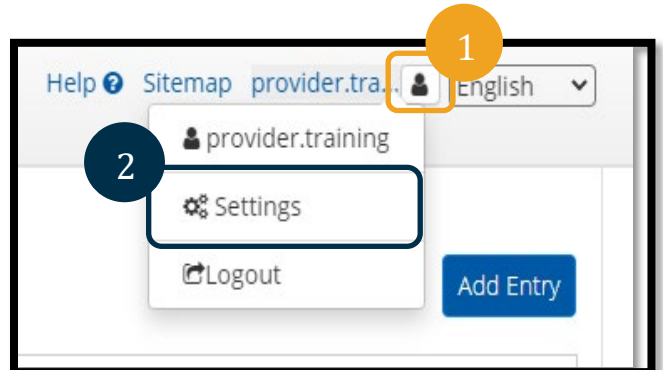 1
Help ? Sitemap provider.tra... English
provider.training
2
Settings
Logout
Add Entry